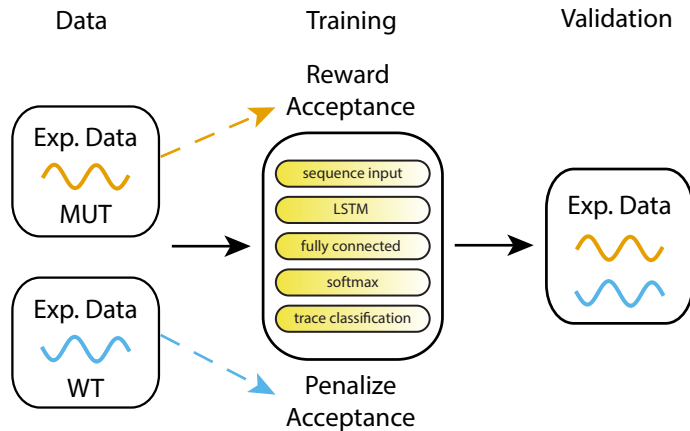 Data
Training
Validation
Reward
Acceptance
Exp. Data
MUT
sequence input
LSTM
fully connected
softmax
trace classification
Exp. Data
Exp. Data
WT
Penalize
Acceptance